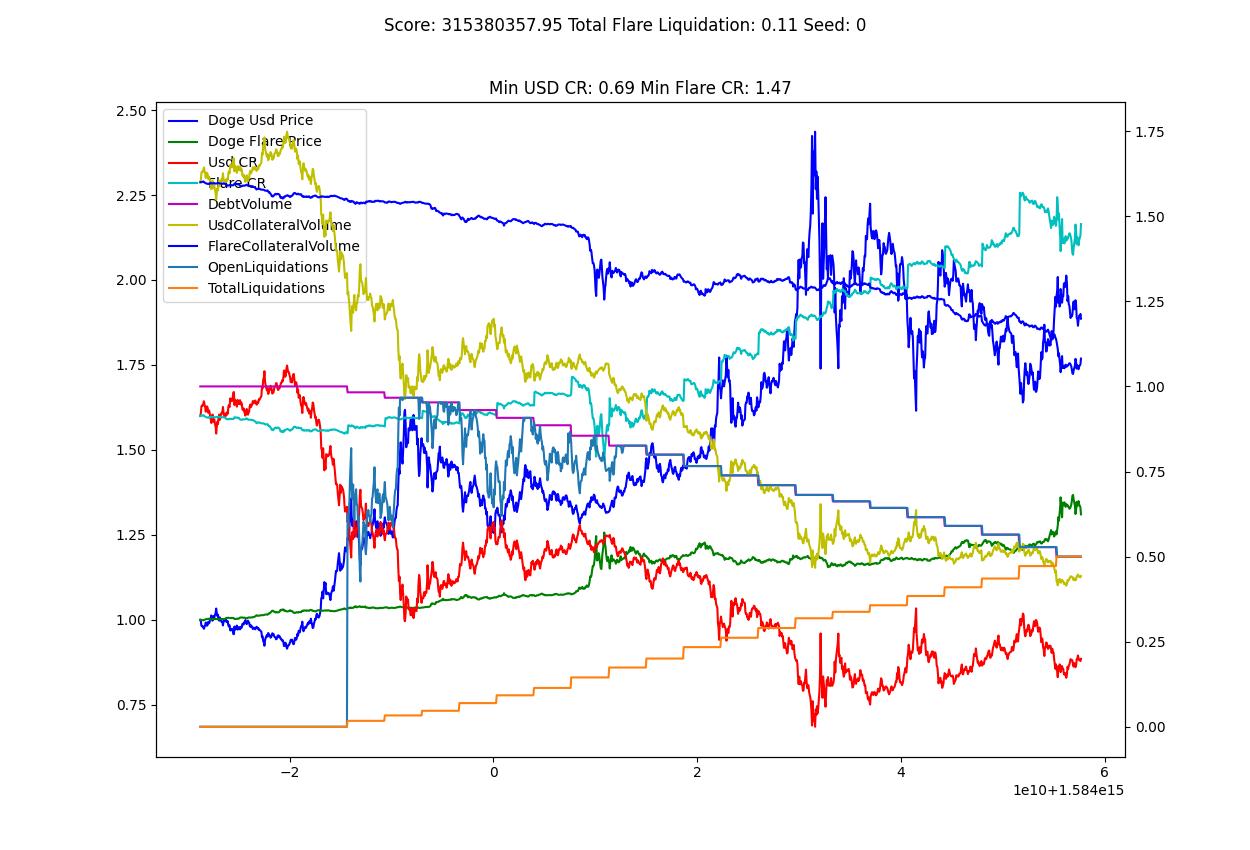 Score: 315380357.95 Total Flare Liquidation: 0.11 Seed: 0
Min USD CR: 0.69 Min Flare CR: 1.47
2.50
2.25
2.00
1.75
1.50
1.25
1.00
0.75
Doge Usd Price
Doge Flare Price
Usd CR
Flare CR
DebtVolume
UsdCollateralVolume
FlareCollateralVolume
OpenLiquidations
TotalLiquidations
1.75
1.50
1.25
1.00
0.75
0.50
0.25
0.00
−2 0 2 4 6
1e10+1.584e15